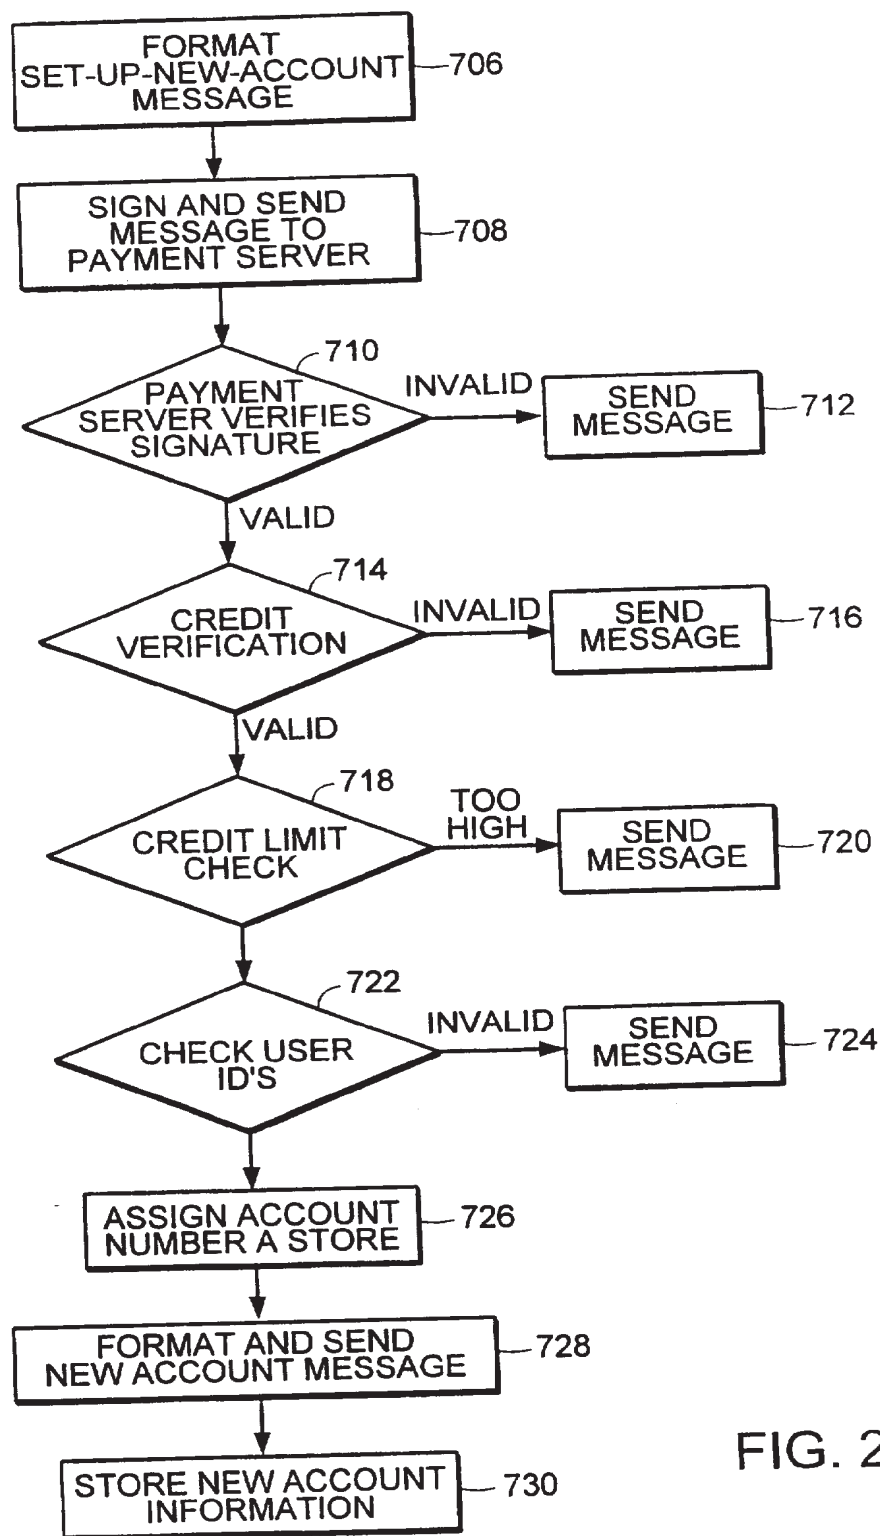 FORMAT
SET-UP-NEW-ACCOUNT
MESSAGE
706
SIGN AND SEND
MESSAGE TO
PAYMENT SERVER
708
710
PAYMENT
SERVER VERIFIES
SIGNATURE
INVALID
SEND
MESSAGE
712
VALID
714
CREDIT
VERIFICATION
INVALID
SEND
MESSAGE
716
VALID
718
CREDIT LIMIT
CHECK
TOO
HIGH
SEND
MESSAGE
720
722
CHECK USER
ID'S
INVALID
SEND
MESSAGE
724
ASSIGN ACCOUNT
NUMBER A STORE
726
FORMAT AND SEND
NEW ACCOUNT MESSAGE
728
STORE NEW ACCOUNT
INFORMATION
730
FIG. 2